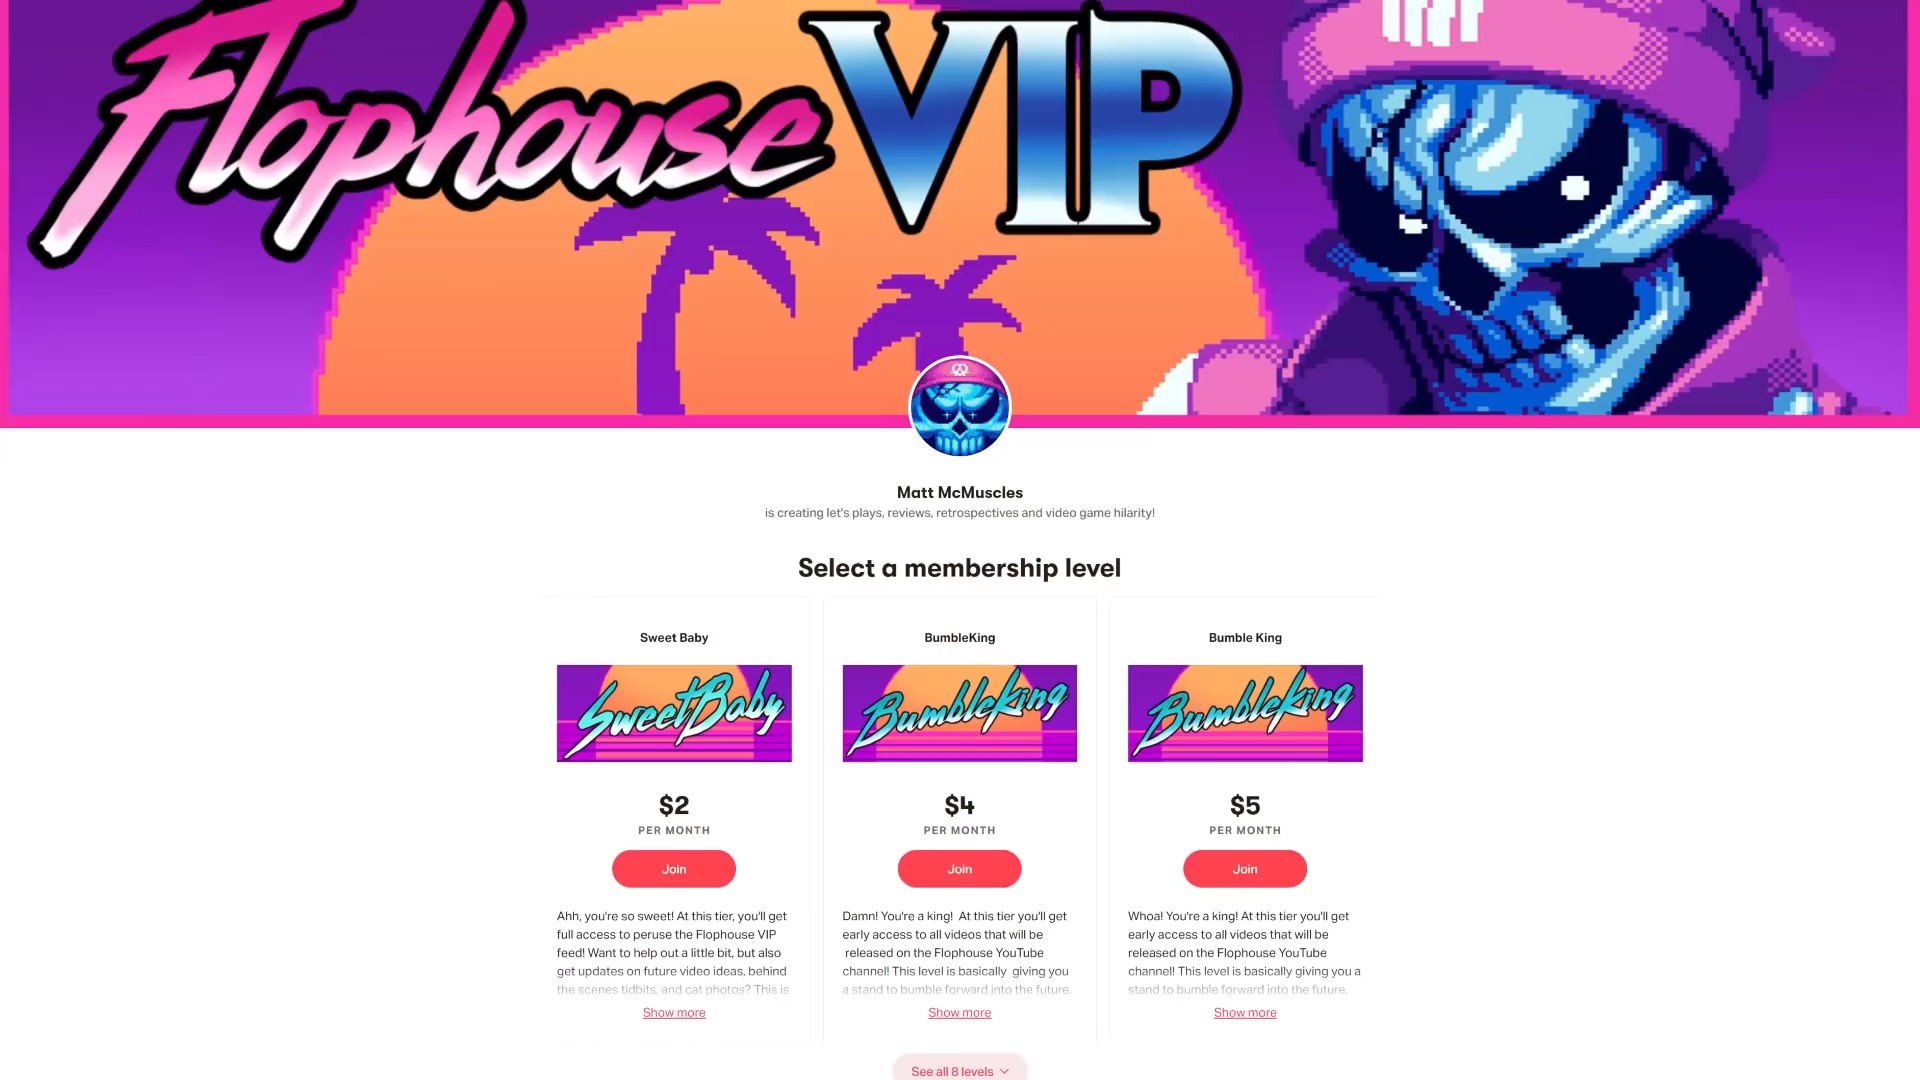 Flophouse VIP
Matt McMuscles
is creating let's plays, reviews, retrospectives and video game hilarity!
Select a membership level
Sweet Baby
SweetBaby
$2
PER MONTH
Join
Ahh, you're so sweet! At this tier, you'll get
full access to peruse the Flophouse VIP
feed! Want to help out a little bit, but also
get updates on future video ideas, behind
the scenes tidbits, and cat photos? This is
Show more
BumbleKing
Bumbleking
$4
PER MONTH
Join
Damn! You're a king!  At this tier you'll get
early access to all videos that will be
released on the Flophouse YouTube
channel! This level is basically  giving you
a stand to bumble forward into the future,
Show more
Bumble King
Bumbleking
$5
PER MONTH
Join
Whoa! You're a king! At this tier you'll get
early access to all videos that will be
released on the Flophouse YouTube
channel! This level is basically giving you a
stand to bumble forward into the future,
Show more
See all 8 levels